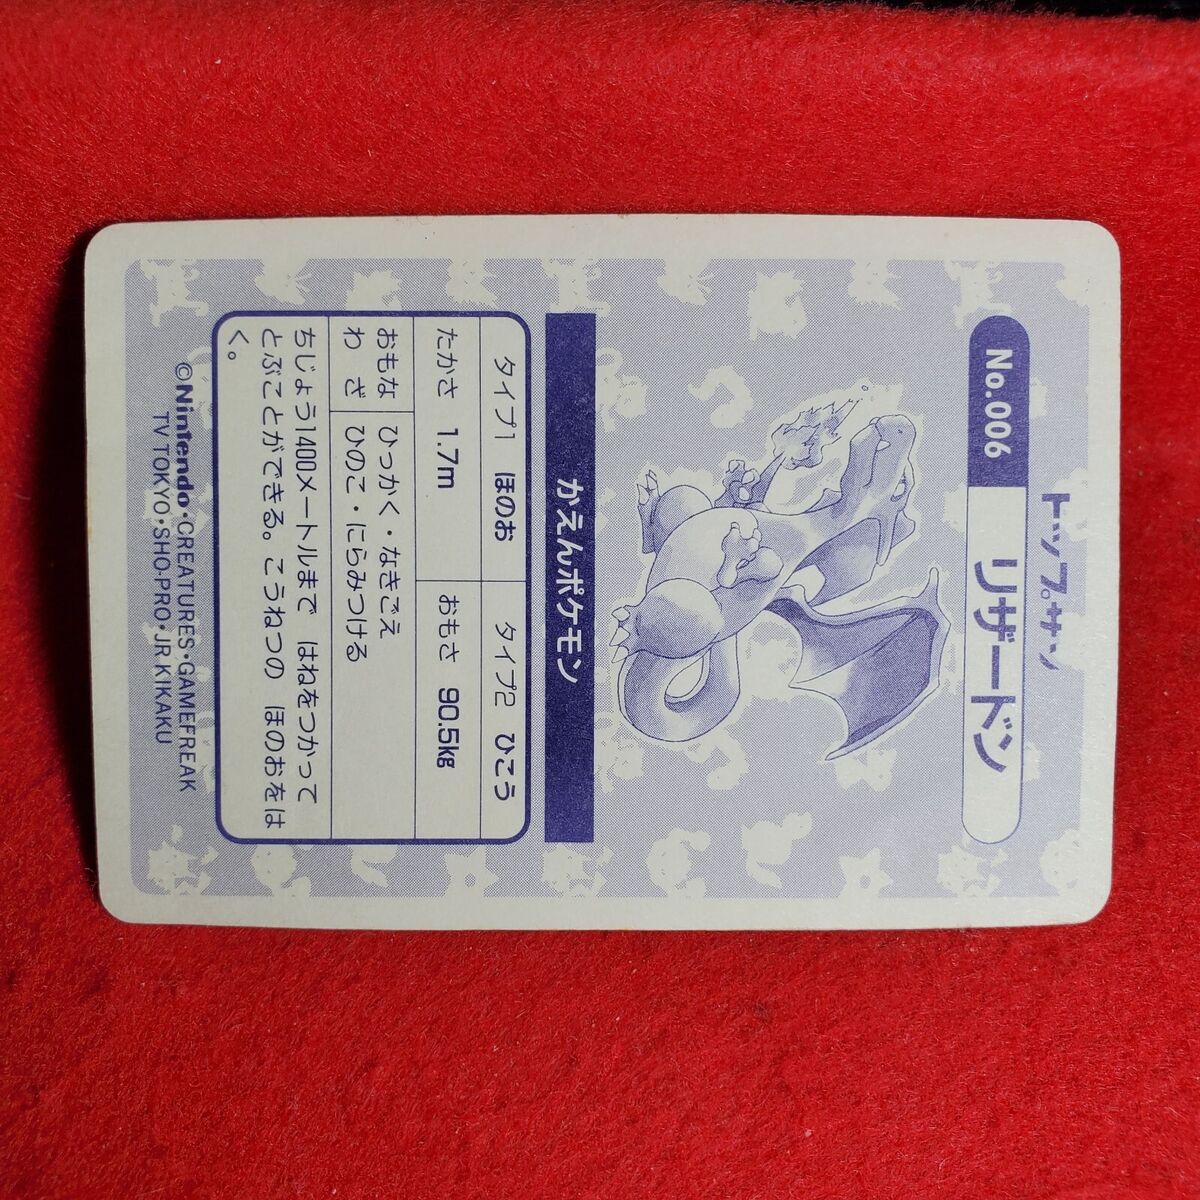 トップサン
No.006 リザードン
かえんポケモン
タイプ1 ほのお タイプ2 ひこう
たかさ 1.7m おもさ 90.5kg
おもな ひっかく・なきごえ
わざ ひのこ・にらみつける
ちじょう1400メートルまで はねをつかって
とぶことができる。こうねつの ほのおをは
く。
©Nintendo・CREATURES・GAMEFREAK
TV TOKYO・SHO-PRO・JR KIKAKU